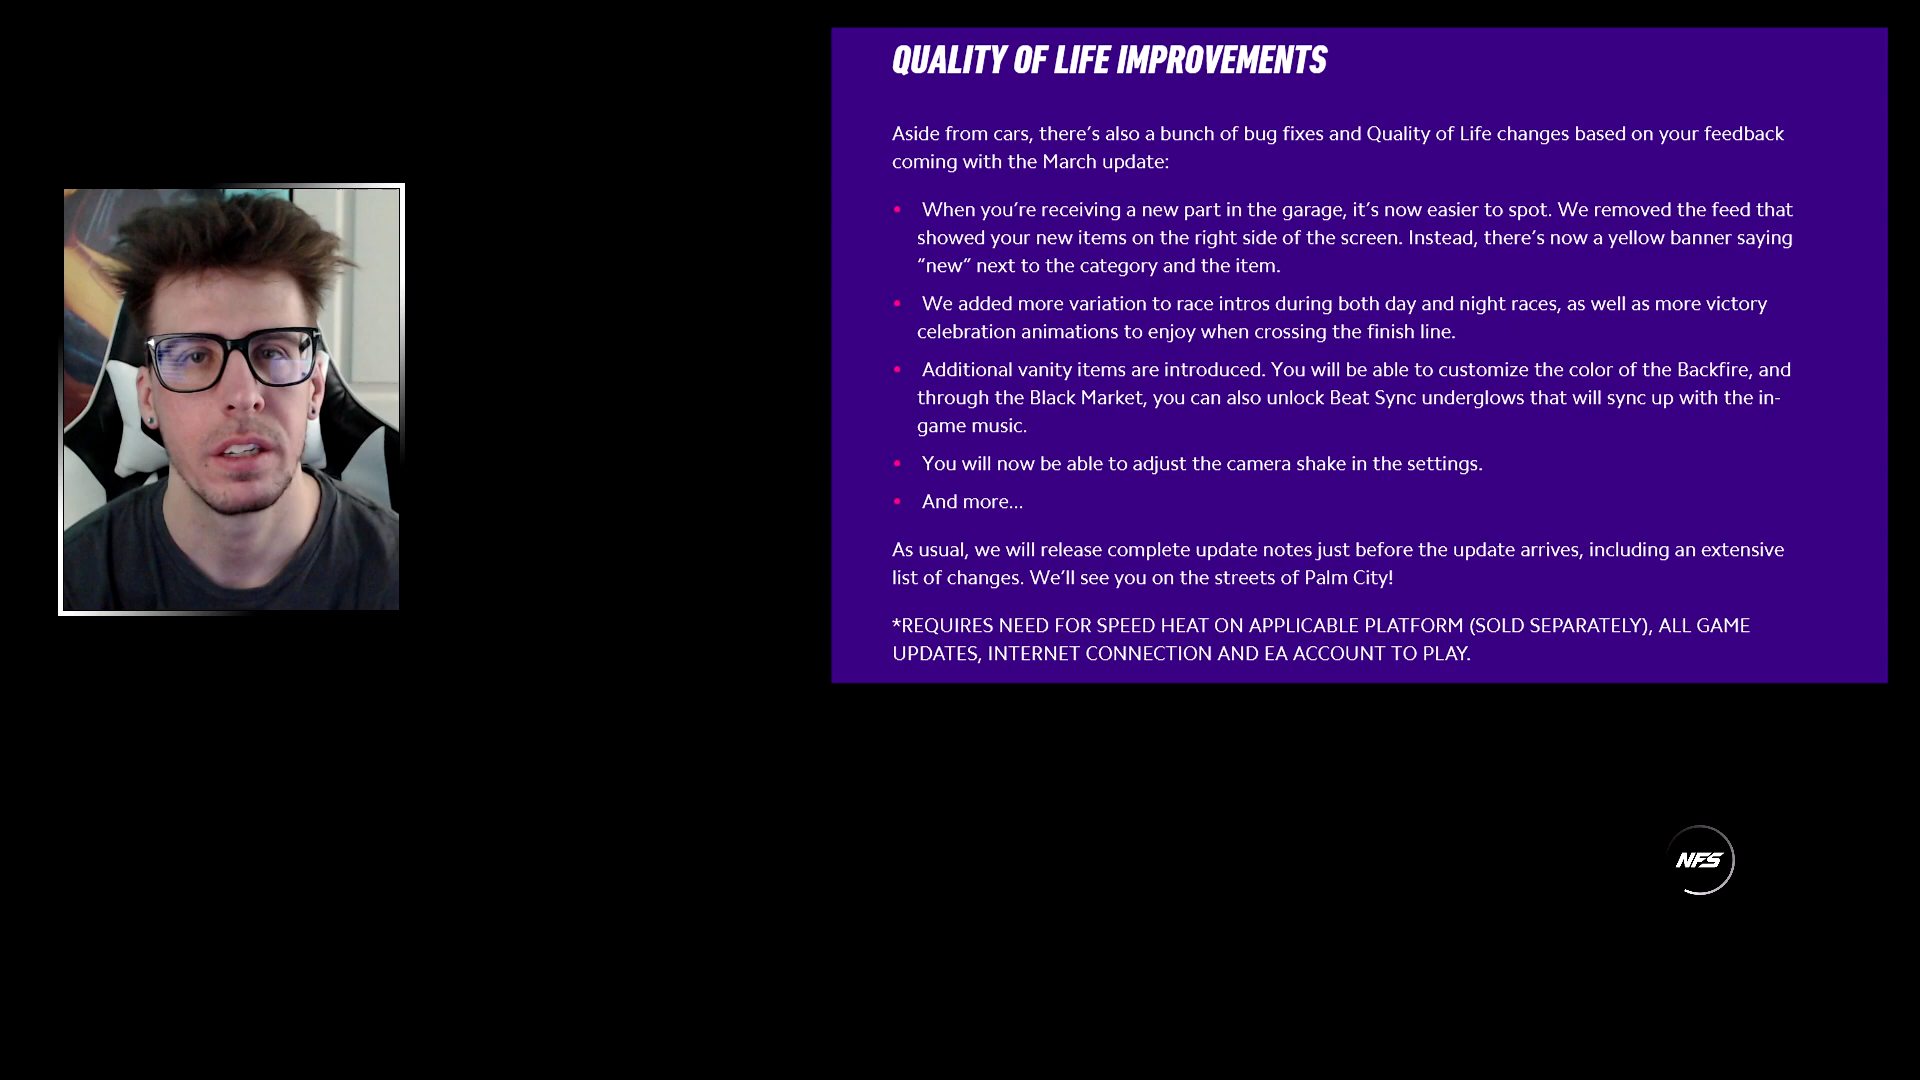 QUALITY OF LIFE IMPROVEMENTS
Aside from cars, there’s also a bunch of bug fixes and Quality of Life changes based on your feedback
coming with the March update:
• When you’re receiving a new part in the garage, it’s now easier to spot. We removed the feed that
showed your new items on the right side of the screen. Instead, there’s now a yellow banner saying
“new” next to the category and the item.
• We added more variation to race intros during both day and night races, as well as more victory
celebration animations to enjoy when crossing the finish line.
• Additional vanity items are introduced. You will be able to customize the color of the Backfire, and
through the Black Market, you can also unlock Beat Sync underglows that will sync up with the in-
game music.
• You will now be able to adjust the camera shake in the settings.
• And more...
As usual, we will release complete update notes just before the update arrives, including an extensive
list of changes. We’ll see you on the streets of Palm City!
*REQUIRES NEED FOR SPEED HEAT ON APPLICABLE PLATFORM (SOLD SEPARATELY), ALL GAME
UPDATES, INTERNET CONNECTION AND EA ACCOUNT TO PLAY.
NFS